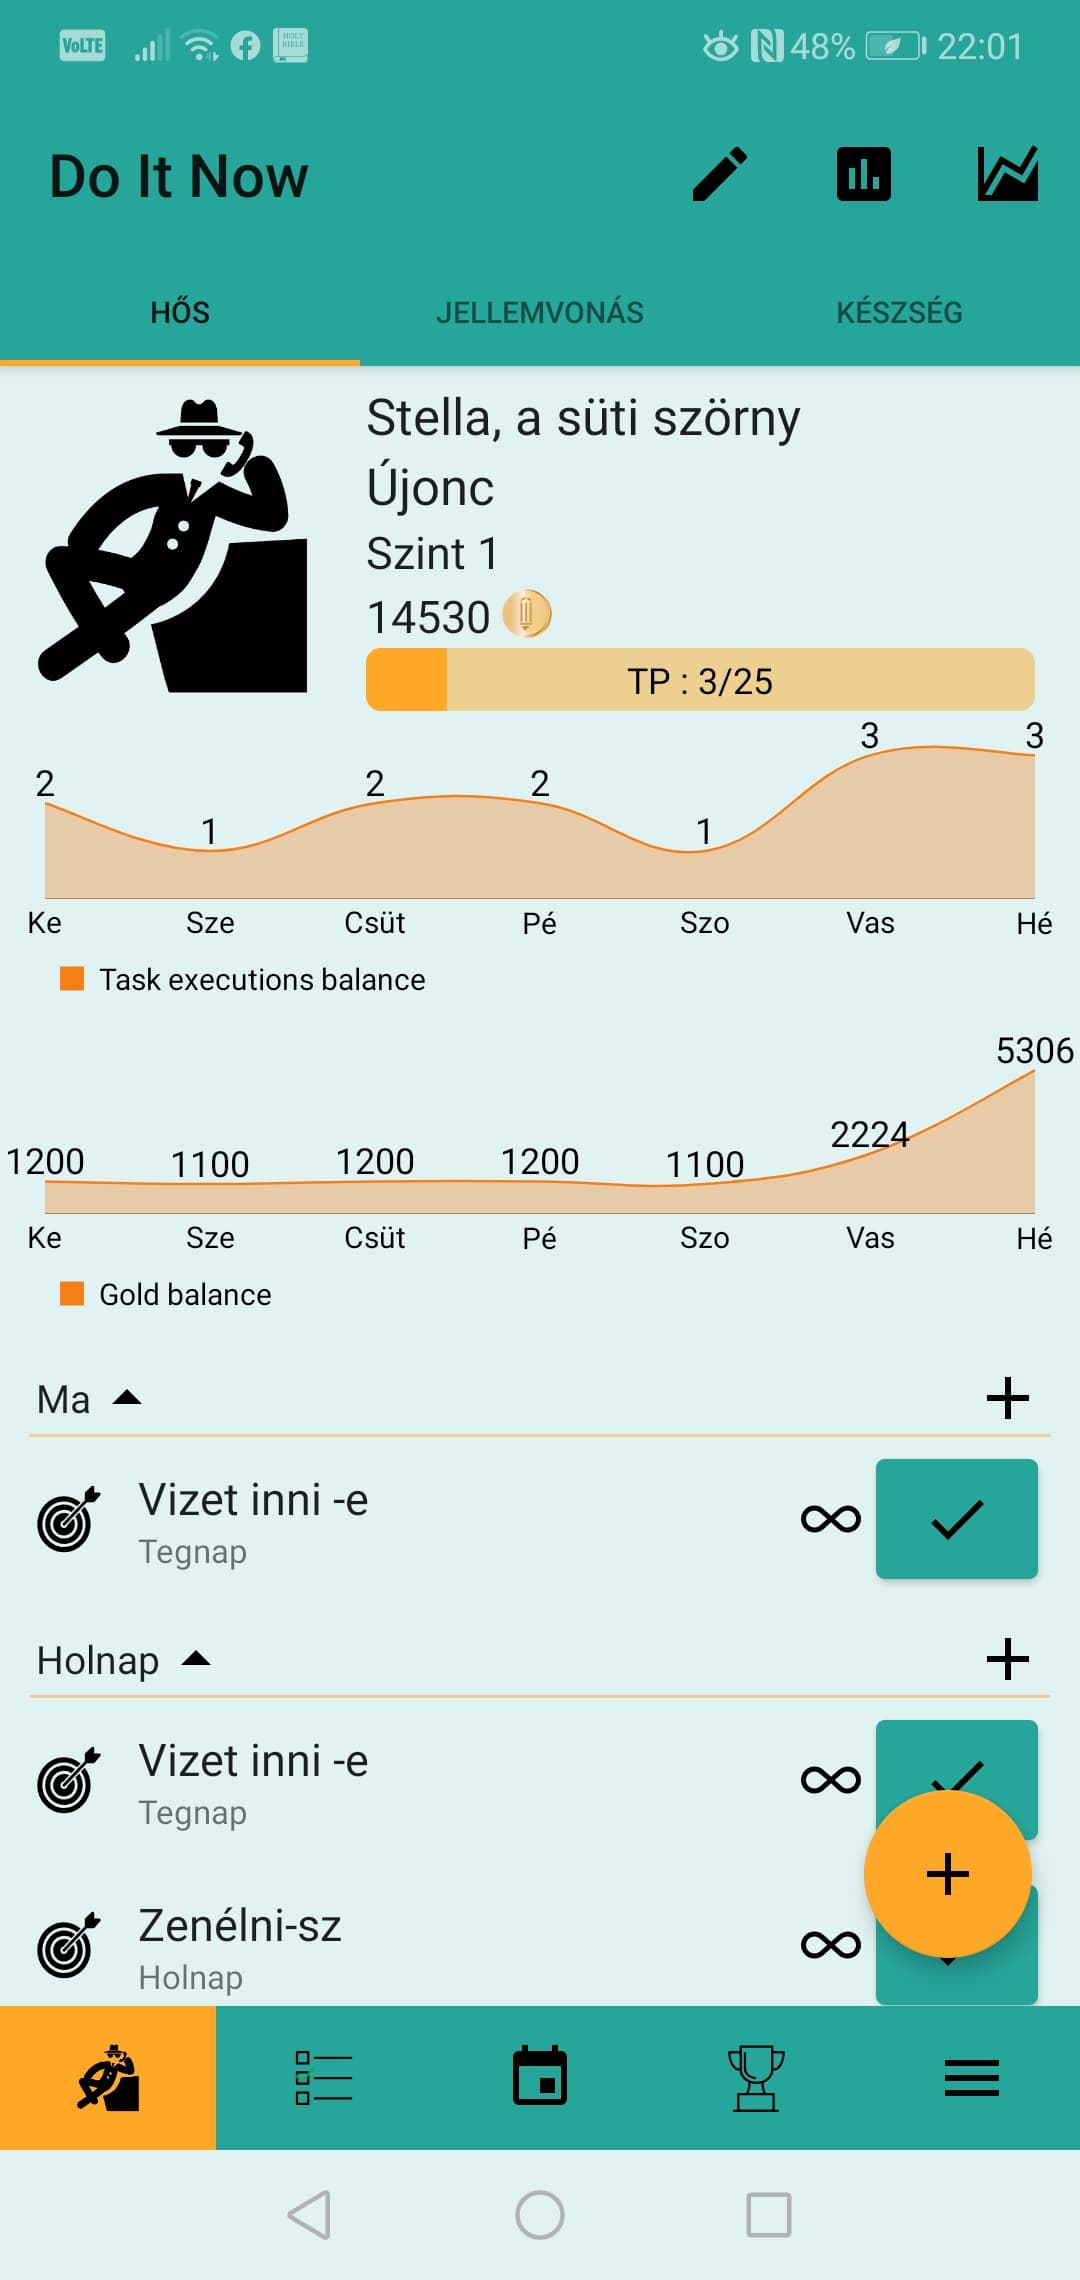 VoLTE HOLY BIBLE 48% 22:01
Do It Now
HŐS JELLEMVONÁS KÉSZSÉG
Stella, a süti szörny
Újonc
Szint 1
14530
TP : 3/25
2 1 2 2 1 3 3
Ke Sze Csüt Pé Szo Vas Hé
Task executions balance
1200 1100 1200 1200 1100 2224 5306
Ke Sze Csüt Pé Szo Vas Hé
Gold balance
Ma
Vizet inni -e
Tegnap
Holnap
Vizet inni -e
Tegnap
Zenélni-sz
Holnap